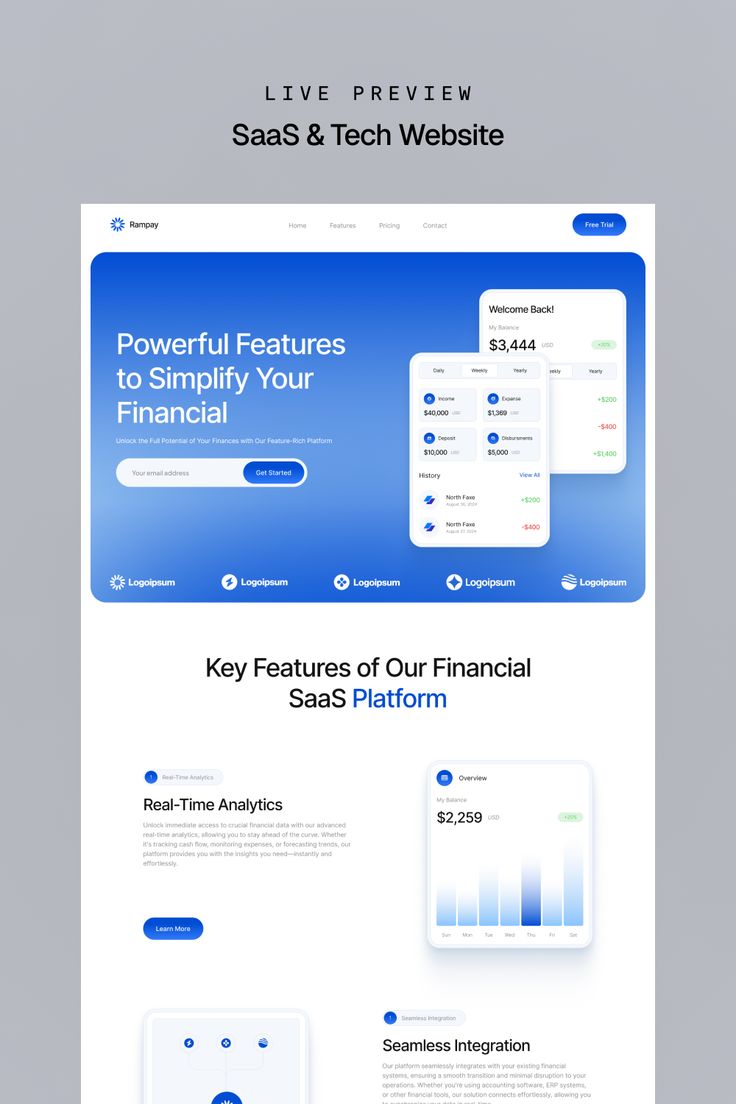 LIVE PREVIEW
SaaS & Tech Website
Rampay
Home
Features
Pricing
Contact
Free Trial
Powerful Features
to Simplify Your
Financial
Unlock the Full Potential of Your Finances with Our Feature-Rich Platform
Your email address
Get Started
Welcome Back!
My Balance
$3,444 USD
+20%
eekly
Yearly
+$200
-$400
+$1,400
Daily
Weekly
Yearly
Income
$40,000 USD
Expense
$1,369 USD
Deposit
$10,000 USD
Disbursments
$5,000 USD
History
View All
North Faxe
August 30, 2024
+$200
North Faxe
August 27, 2024
-$400
Logoipsum
Logoipsum
Logoipsum
Logoipsum
Logoipsum
Key Features of Our Financial
SaaS Platform
Real-Time Analytics
Real-Time Analytics
Unlock immediate access to crucial financial data with our advanced
real-time analytics, allowing you to stay ahead of the curve. Whether
it's tracking cash flow, monitoring expenses, or forecasting trends, our
platform provides you with the insights you need—instantly and
effortlessly.
Learn More
Overview
My Balance
$2,259 USD
+20%
Sun
Mon
Tue
Wed
Thu
Fri
Sat
Seamless Integration
Seamless Integration
Our platform seamlessly integrates with your existing financial
systems, ensuring a smooth transition and minimal disruption to your
operations. Whether you're using accounting software, ERP systems,
or other financial tools, our solution connects effortlessly, allowing you